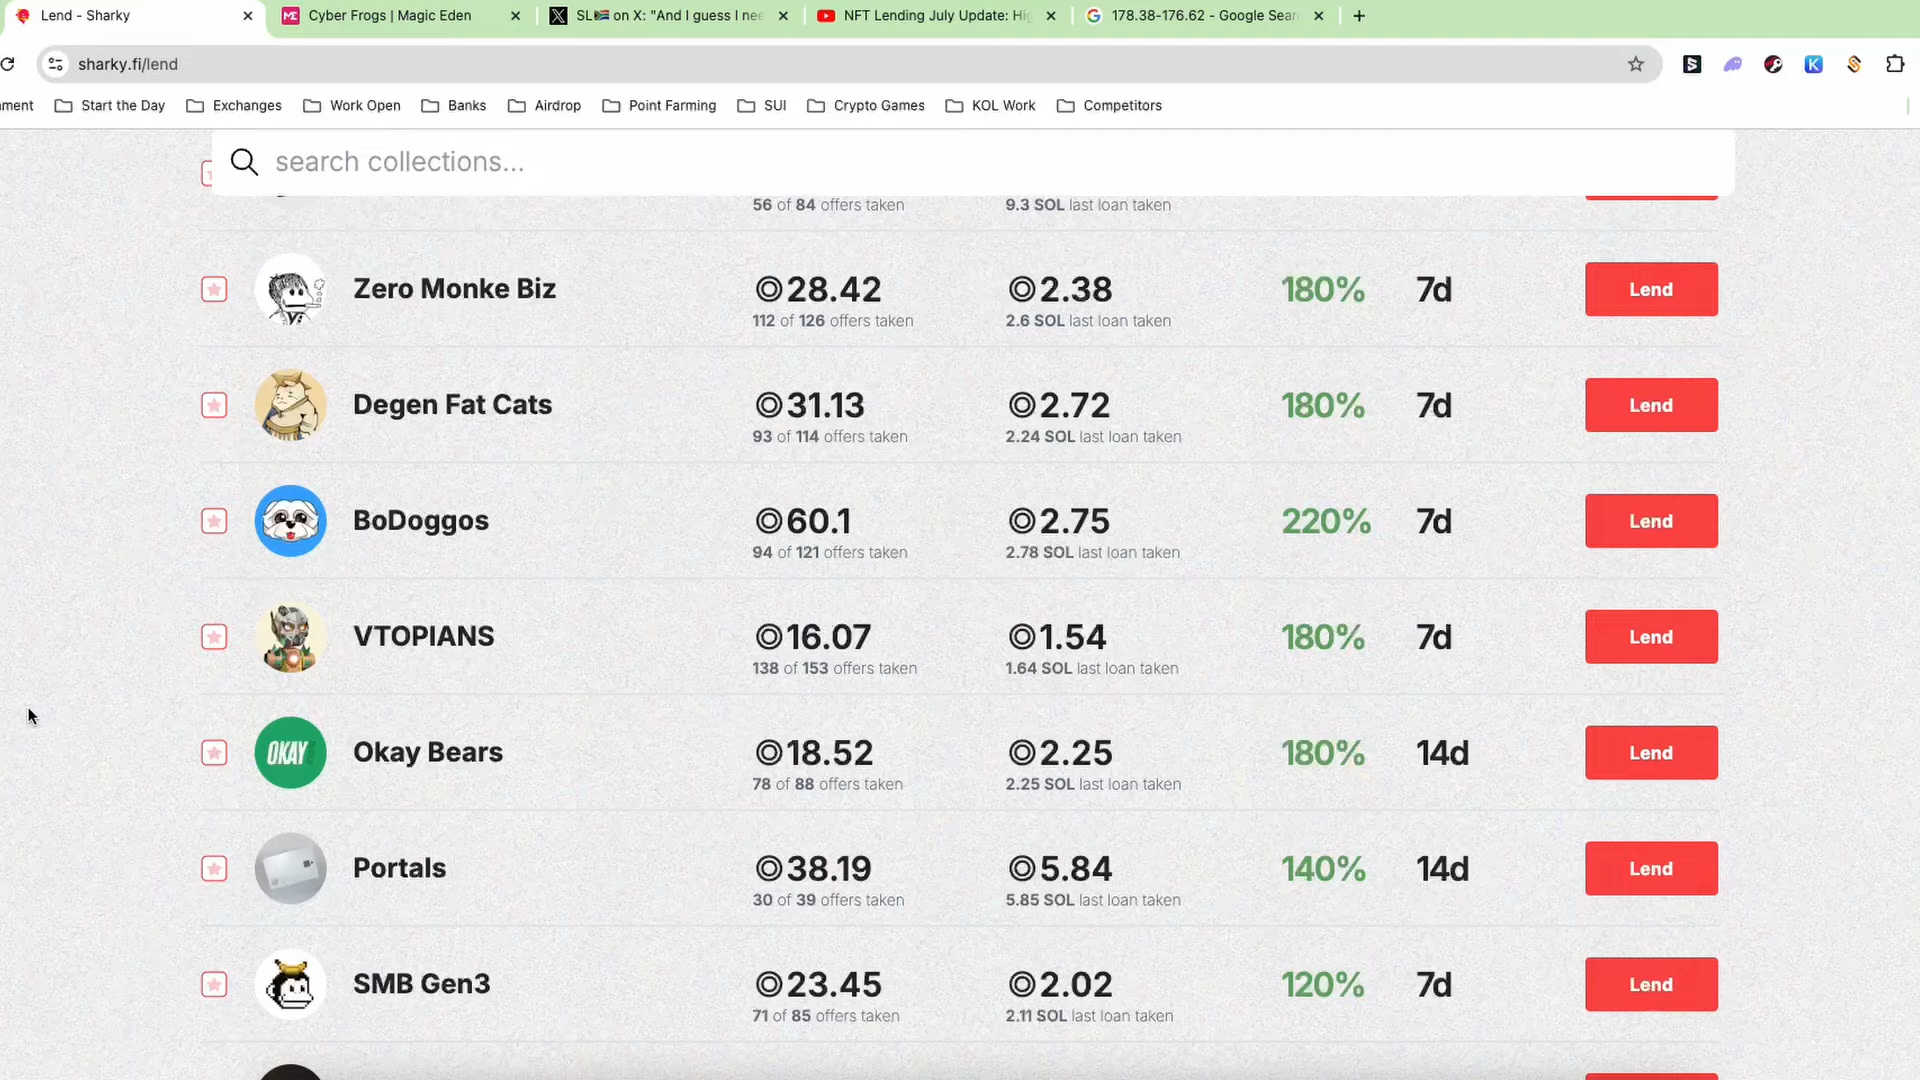 Lend - Sharky
Cyber Frogs | Magic Eden
SL🇿🇦 on X: "And I guess I nee
NFT Lending July Update: Hig
178.38-176.62 - Google Sear
sharky.fi/lend
ment
Start the Day
Exchanges
Work Open
Banks
Airdrop
Point Farming
SUI
Crypto Games
KOL Work
Competitors
search collections...
56 of 84 offers taken
9.3 SOL last loan taken
Zero Monke Biz
28.42
2.38
180%
7d
Lend
112 of 126 offers taken
2.6 SOL last loan taken
Degen Fat Cats
31.13
2.72
180%
7d
Lend
93 of 114 offers taken
2.24 SOL last loan taken
BoDoggos
60.1
2.75
220%
7d
Lend
94 of 121 offers taken
2.78 SOL last loan taken
VTOPIANS
16.07
1.54
180%
7d
Lend
138 of 153 offers taken
1.64 SOL last loan taken
OKAY
Okay Bears
18.52
2.25
180%
14d
Lend
78 of 88 offers taken
2.25 SOL last loan taken
Portals
38.19
5.84
140%
14d
Lend
30 of 39 offers taken
5.85 SOL last loan taken
SMB Gen3
23.45
2.02
120%
7d
Lend
71 of 85 offers taken
2.11 SOL last loan taken